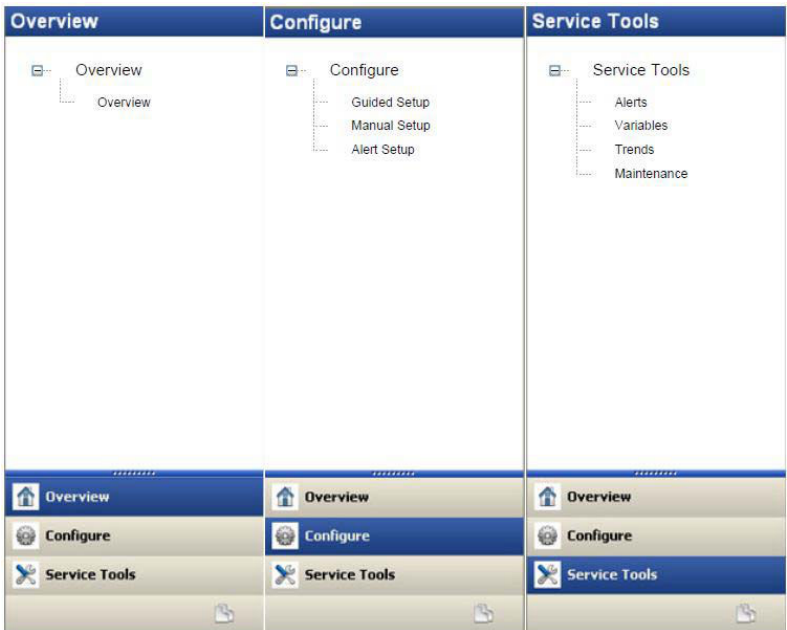 Overview
Overview
Overview
Overview
Configure
Service Tools
Configure
Configure
Guided Setup
Manual Setup
Alert Setup
Overview
Configure
Service Tools
Service Tools
Service Tools
Alerts
Variables
Trends
Maintenance
Overview
Configure
Service Tools